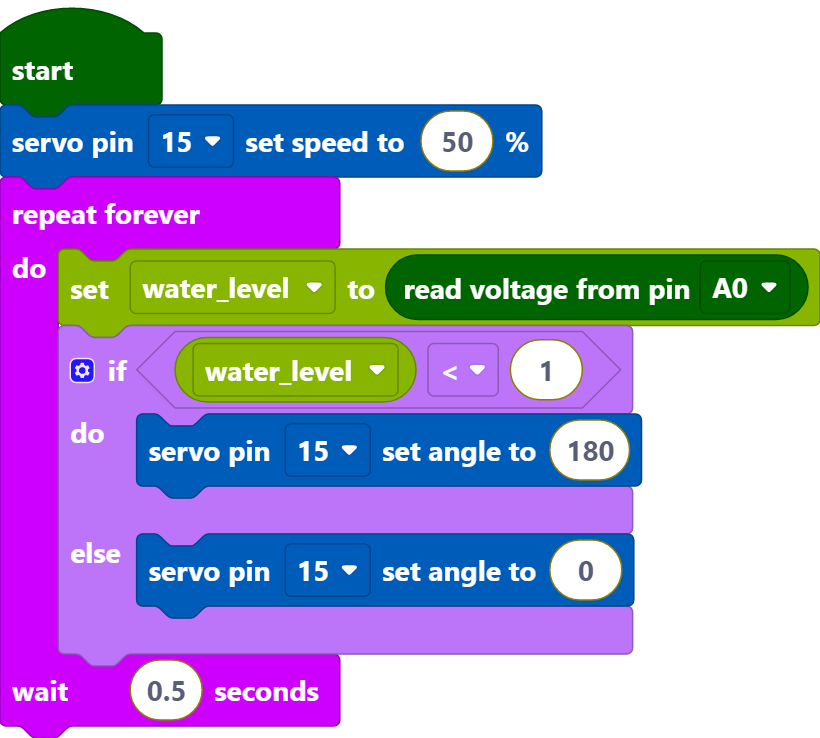 start
servo pin 15 set speed to 50 %
repeat forever
do
set water_level to read voltage from pin A0
if water_level < 1
do
servo pin 15 set angle to 180
else
servo pin 15 set angle to 0
wait 0.5 seconds